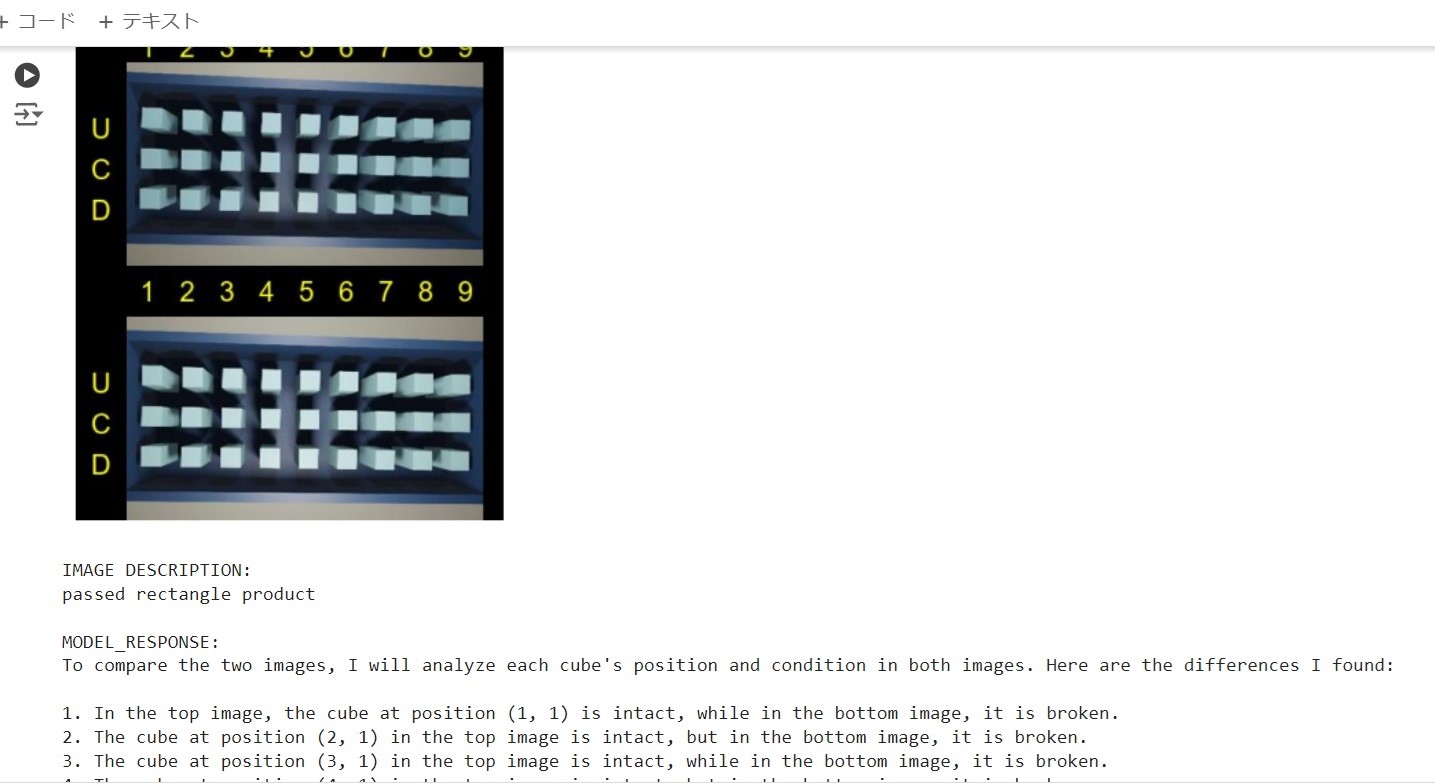 + コード + テキスト
1 2 3 4 5 6 7 8 9
U
C
D
1 2 3 4 5 6 7 8 9
U
C
D
IMAGE DESCRIPTION:
passed rectangle product
MODEL_RESPONSE:
To compare the two images, I will analyze each cube's position and condition in both images. Here are the differences I found:
1. In the top image, the cube at position (1, 1) is intact, while in the bottom image, it is broken.
2. The cube at position (2, 1) in the top image is intact, but in the bottom image, it is broken.
3. The cube at position (3, 1) in the top image is intact, while in the bottom image, it is broken.